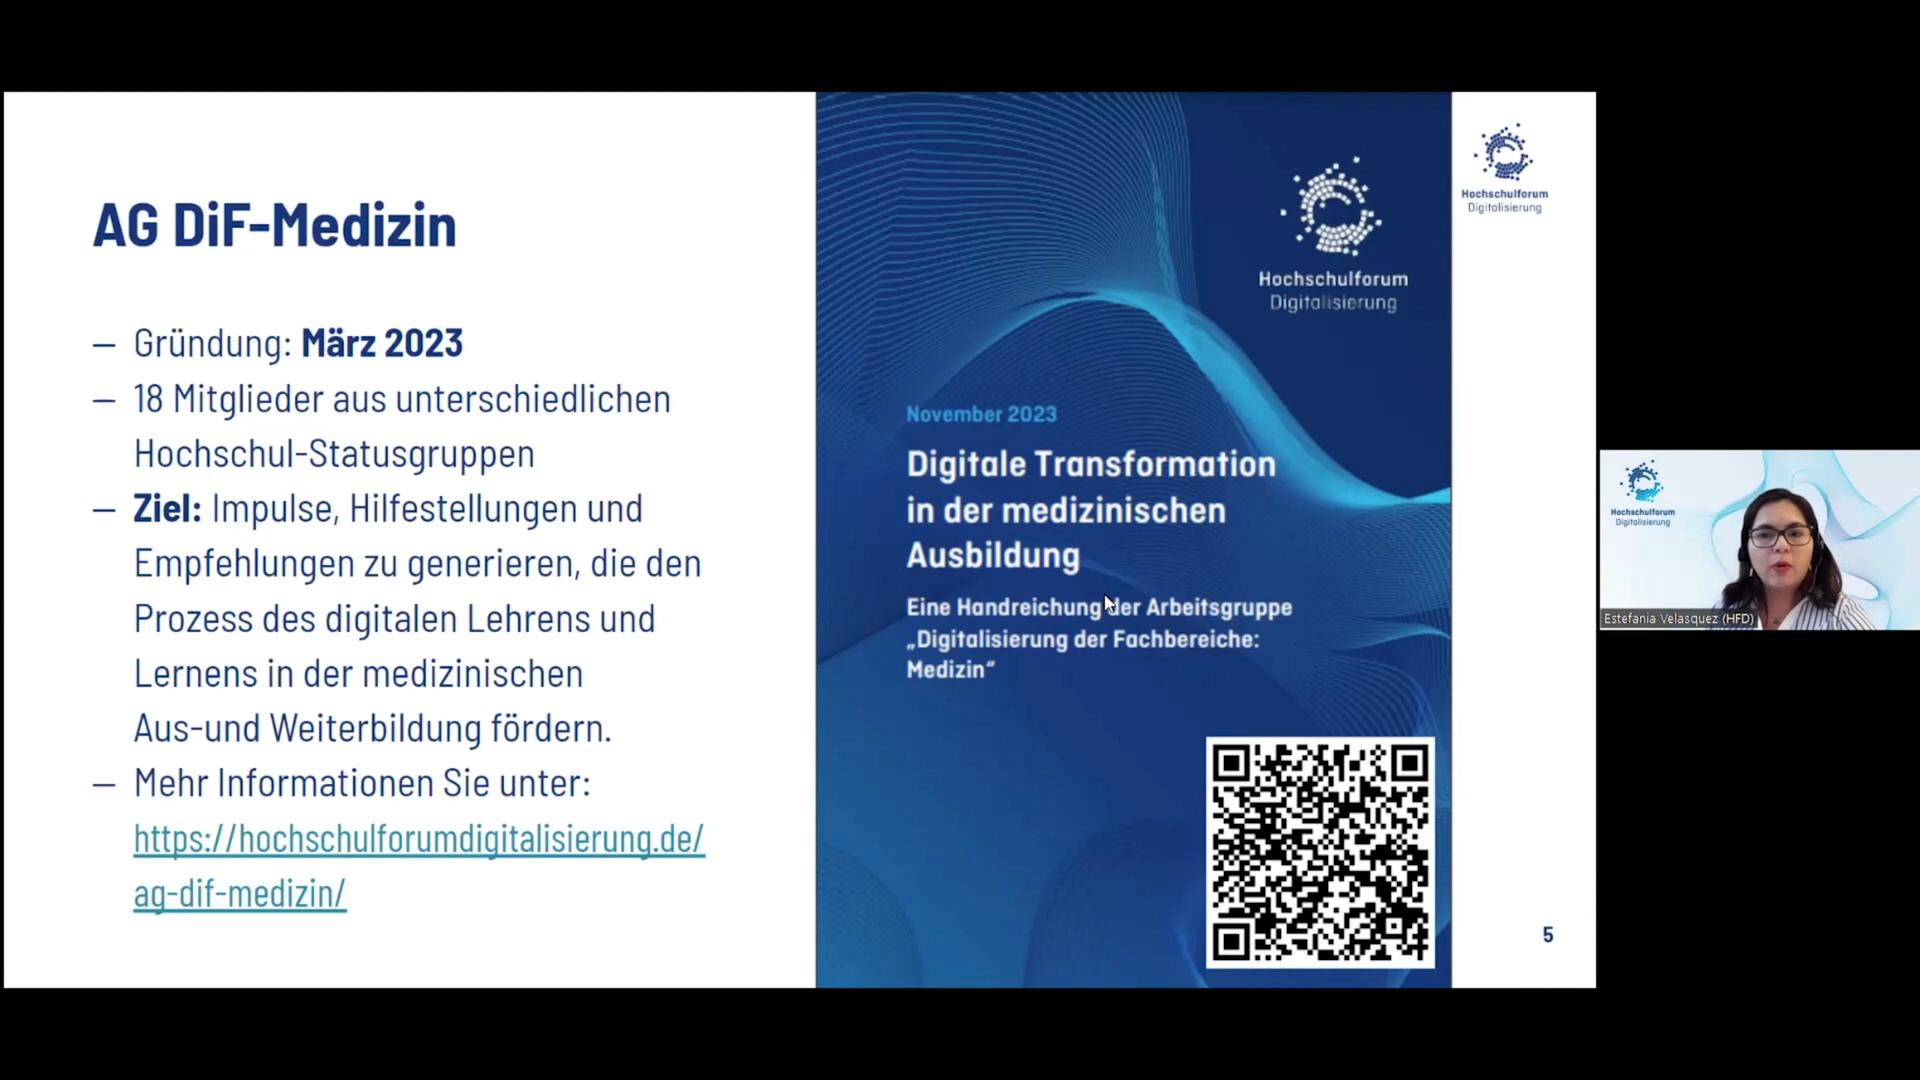 AG DiF-Medizin
– Gründung: März 2023
– 18 Mitglieder aus unterschiedlichen
Hochschul-Statusgruppen
– Ziel: Impulse, Hilfestellungen und
Empfehlungen zu generieren, die den
Prozess des digitalen Lehrens und
Lernens in der medizinischen
Aus-und Weiterbildung fördern.
– Mehr Informationen Sie unter:
https://hochschulforumdigitalisierung.de/
ag-dif-medizin/
Hochschulforum
Digitalisierung
November 2023
Digitale Transformation
in der medizinischen
Ausbildung
Eine Handreichung der Arbeitsgruppe
„Digitalisierung der Fachbereiche:
Medizin“
Hochschulforum
Digitalisierung
5
Hochschulforum
Digitalisierung
Estefania Velasquez (HFD)